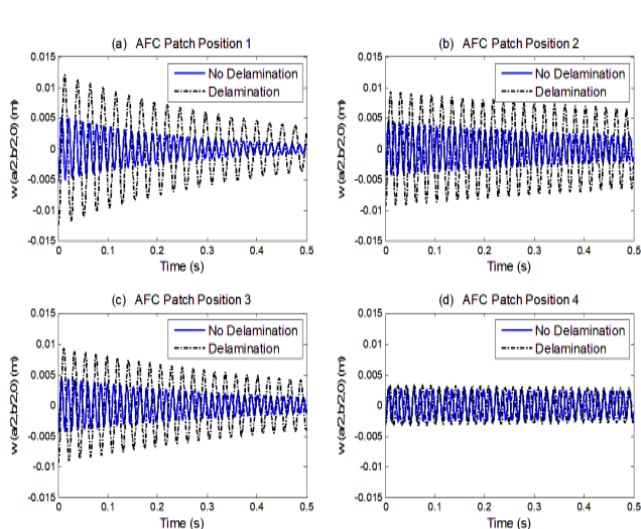 (a) AFC Patch Position 1
0.015
0.01
0.005
0
-0.005
-0.01
-0.015
w(a/2,b/2,0) (m)
No Delamination
Delamination
0 0.1 0.2 0.3 0.4 0.5
Time (s)
(b) AFC Patch Position 2
0.015
0.01
0.005
0
-0.005
-0.01
-0.015
w(a/2,b/2,0) (m)
No Delamination
Delamination
0 0.1 0.2 0.3 0.4 0.5
Time (s)
(c) AFC Patch Position 3
0.015
0.01
0.005
0
-0.005
-0.01
-0.015
w(a/2,b/2,0) (m)
No Delamination
Delamination
0 0.1 0.2 0.3 0.4 0.5
Time (s)
(d) AFC Patch Position 4
0.015
0.01
0.005
0
-0.005
-0.01
-0.015
w(a/2,b/2,0) (m)
No Delamination
Delamination
0 0.1 0.2 0.3 0.4 0.5
Time (s)